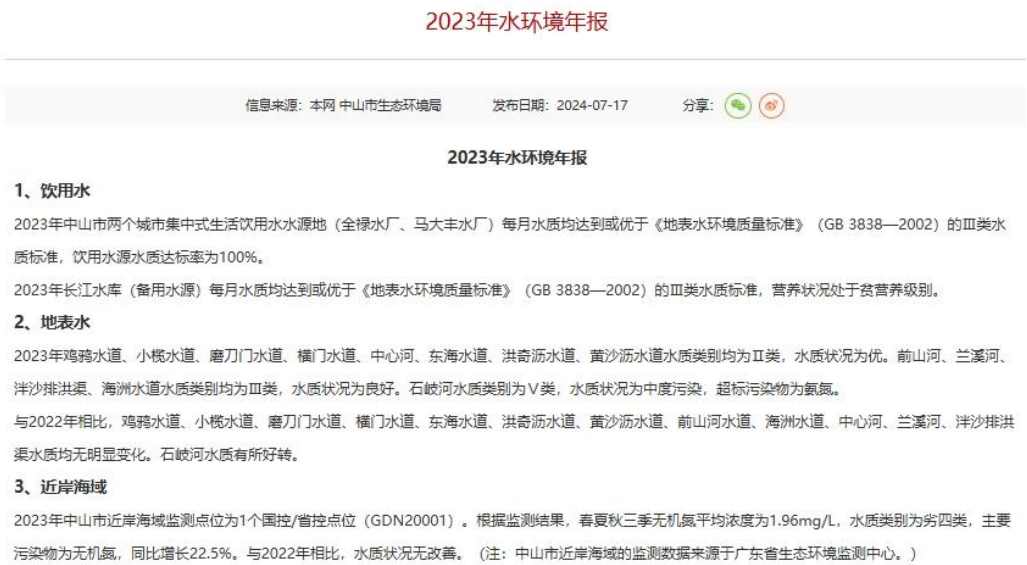 2023年水环境年报
信息来源：本网 中山市生态环境局 发布日期：2024-07-17 分享：
2023年水环境年报
1、饮用水
2023年中山市两个城市集中式生活饮用水水源地（全禄水厂、马大丰水厂）每月水质均达到或优于《地表水环境质量标准》（GB 3838—2002）的Ⅲ类水
质标准，饮用水源水质达标率为100%。
2023年长江水库（备用水源）每月水质均达到或优于《地表水环境质量标准》（GB 3838—2002）的Ⅲ类水质标准，营养状况处于贫营养级别。
2、地表水
2023年鸡鸦水道、小榄水道、磨刀门水道、横门水道、中心河、东海水道、洪奇沥水道、黄沙沥水道水质类别均为Ⅱ类，水质状况为优。前山河、兰溪河、
泮沙排洪渠、海洲水道水质类别均为Ⅲ类，水质状况为良好。石岐河水质类别为Ⅴ类，水质状况为中度污染，超标污染物为氨氮。
与2022年相比，鸡鸦水道、小榄水道、磨刀门水道、横门水道、东海水道、洪奇沥水道、黄沙沥水道、前山河水道、海洲水道、中心河、兰溪河、泮沙排洪
渠水质均无明显变化。石岐河水质有所好转。
3、近岸海域
2023年中山市近岸海域监测点位为1个国控/省控点位（GDN20001）。根据监测结果，春夏秋三季无机氮平均浓度为1.96mg/L，水质类别为劣四类，主要
污染物为无机氮，同比增长22.5%。与2022年相比，水质状况无改善。（注：中山市近岸海域的监测数据来源于广东省生态环境监测中心。）